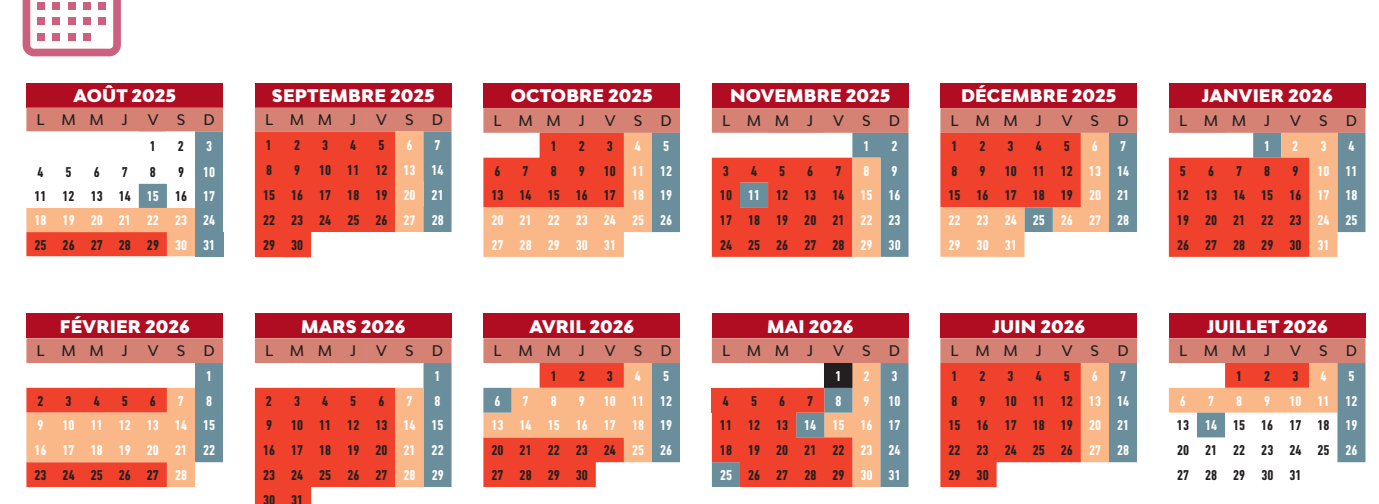 AOÛT 2025 SEPTEMBRE 2025 OCTOBRE 2025 NOVEMBRE 2025 DÉCEMBRE 2025 JANVIER 2026
L M M J V S D L M M J V S D L M M J V S D L M M J V S D L M M J V S D L M M J V S D
1 2 3 1 2 3 4 5 6 7 1 2 3 4 5 1 2 1 2 3 4 5 6 7 1 2 3 4
4 5 6 7 8 9 10 8 9 10 11 12 13 14 6 7 8 9 10 11 12 3 4 5 6 7 8 9 8 9 10 11 12 13 14 5 6 7 8 9 10 11
11 12 13 14 15 16 17 15 16 17 18 19 20 21 13 14 15 16 17 18 19 10 11 12 13 14 15 16 15 16 17 18 19 20 21 12 13 14 15 16 17 18
18 19 20 21 22 23 24 22 23 24 25 26 27 28 20 21 22 23 24 25 26 17 18 19 20 21 22 23 22 23 24 25 26 27 28 19 20 21 22 23 24 25
25 26 27 28 29 30 31 29 30 27 28 29 30 31 24 25 26 27 28 29 30 29 30 31 26 27 28 29 30 31
FÉVRIER 2026 MARS 2026 AVRIL 2026 MAI 2026 JUIN 2026 JUILLET 2026
L M M J V S D L M M J V S D L M M J V S D L M M J V S D L M M J V S D L M M J V S D
1 1 1 2 3 4 5 1 2 3 1 2 3 4 5 6 7 1 2 3 4 5
2 3 4 5 6 7 8 2 3 4 5 6 7 8 6 7 8 9 10 11 12 4 5 6 7 8 9 10 8 9 10 11 12 13 14 6 7 8 9 10 11 12
9 10 11 12 13 14 15 9 10 11 12 13 14 15 13 14 15 16 17 18 19 11 12 13 14 15 16 17 15 16 17 18 19 20 21 13 14 15 16 17 18 19
16 17 18 19 20 21 22 16 17 18 19 20 21 22 20 21 22 23 24 25 26 18 19 20 21 22 23 24 22 23 24 25 26 27 28 20 21 22 23 24 25 26
23 24 25 26 27 28 23 24 25 26 27 28 29 27 28 29 30 25 26 27 28 29 30 31 29 30 27 28 29 30 31
30 31